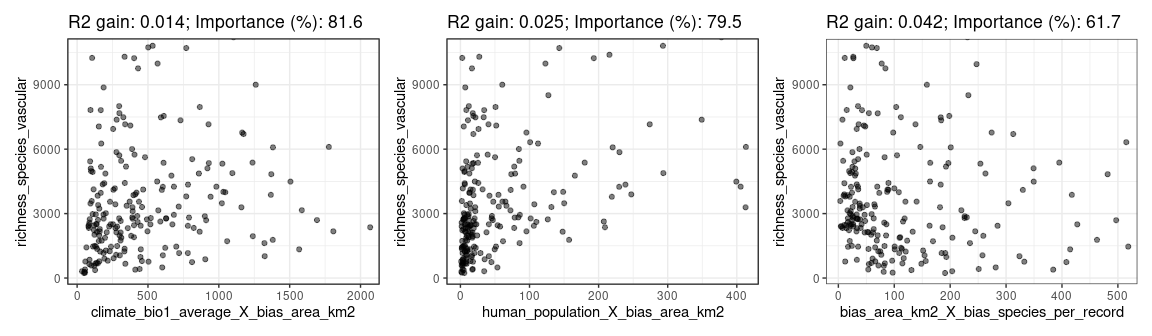 R2 gain: 0.014; Importance (%): 81.6
richness_species_vascular
9000
6000
3000
0
0 500 1000 1500 2000
climate_bio1_average_X_bias_area_km2
R2 gain: 0.025; Importance (%): 79.5
richness_species_vascular
9000
6000
3000
0
0 100 200 300 400
human_population_X_bias_area_km2
R2 gain: 0.042; Importance (%): 61.7
richness_species_vascular
9000
6000
3000
0
0 100 200 300 400 500
bias_area_km2_X_bias_species_per_record